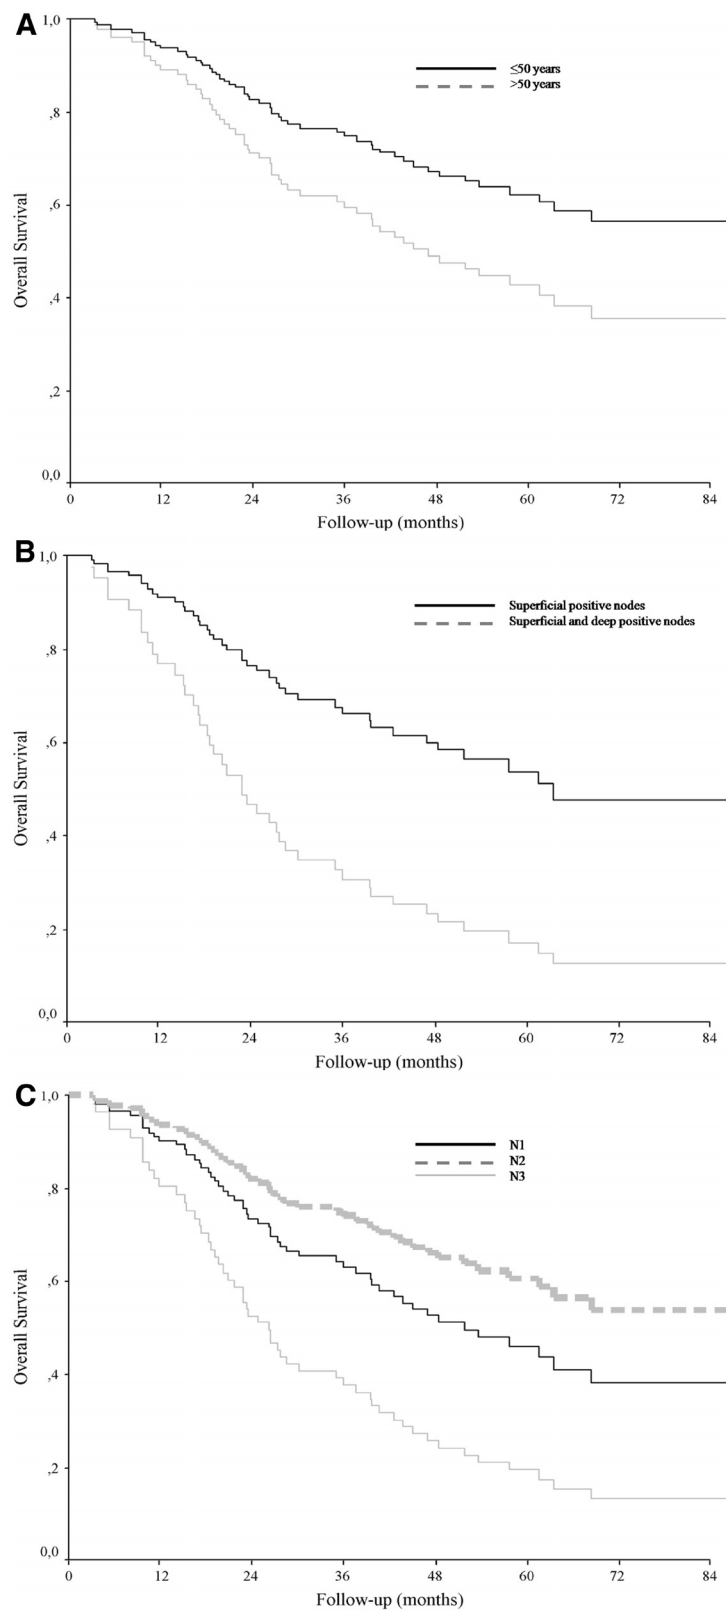 A
1,0
≤50 years
>50 years
,8
,6
,4
,2
0,0
Overall Survival
0 12 24 36 48 60 72 84
Follow-up (months)
B
1,0
Superficial positive nodes
Superficial and deep positive nodes
,8
,6
,4
,2
0,0
Overall Survival
0 12 24 36 48 60 72 84
Follow-up (months)
C
1,0
N1
N2
N3
,8
,6
,4
,2
0,0
Overall Survival
0 12 24 36 48 60 72 84
Follow-up (months)